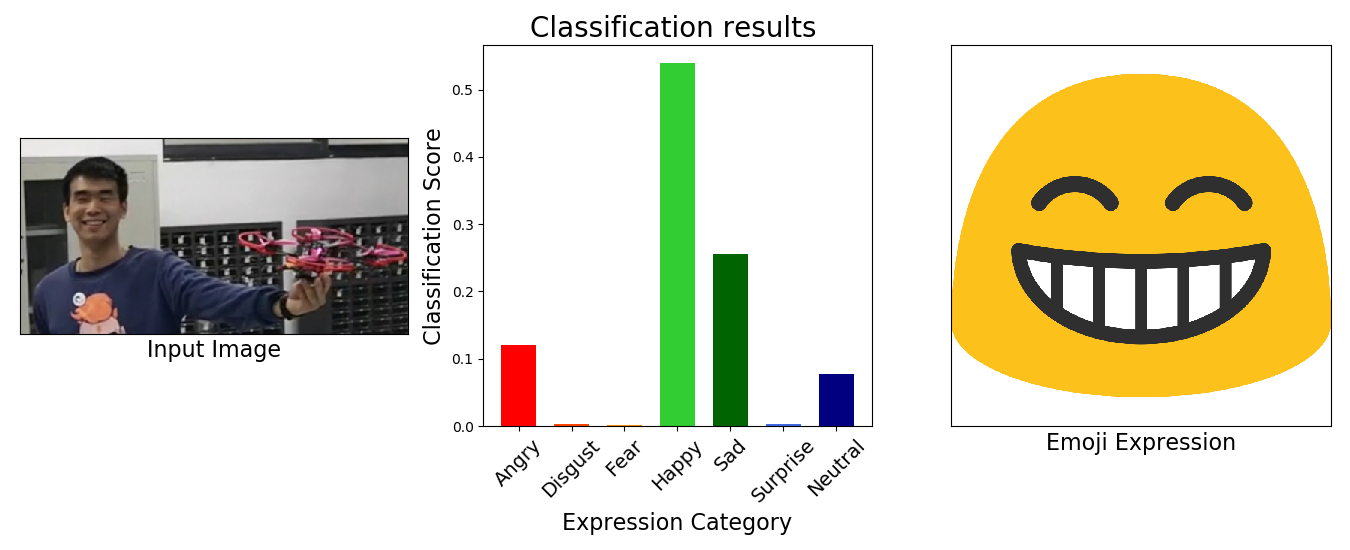 Classification results
Classification Score
0.5
0.4
0.3
0.2
0.1
0.0
Angry
Disgust
Fear
Happy
Sad
Surprise
Neutral
Expression Category
Input Image
Emoji Expression